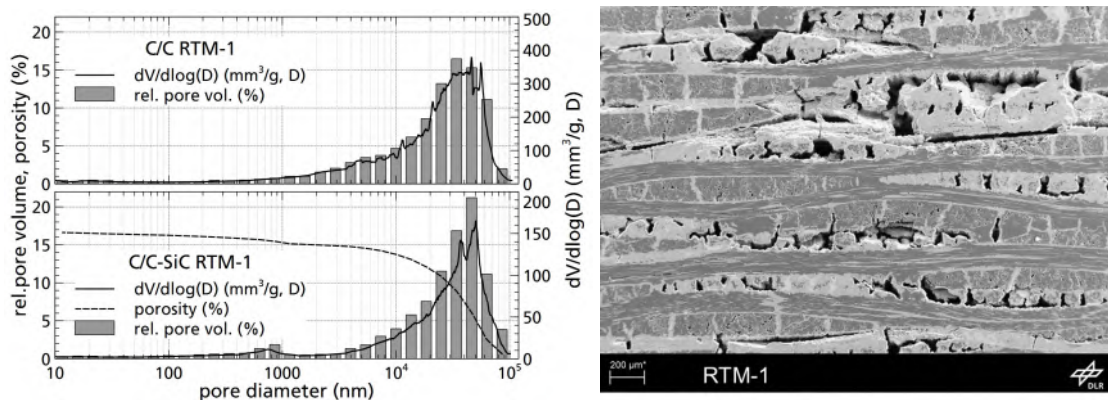 rel.pore volume, porosity (%)
20
15
10
5
0
C/C RTM-1
dV/dlog(D) (mm³/g, D)
rel. pore vol. (%)
500
400
300
200
100
0
20
15
10
5
0
C/C-SiC RTM-1
dV/dlog(D) (mm³/g, D)
porosity (%)
rel. pore vol. (%)
200
150
100
50
0
dV/dlog(D) (mm³/g, D)
10 100 1000 10⁴ 10⁵
pore diameter (nm)
200 µm*
RTM-1
DLR